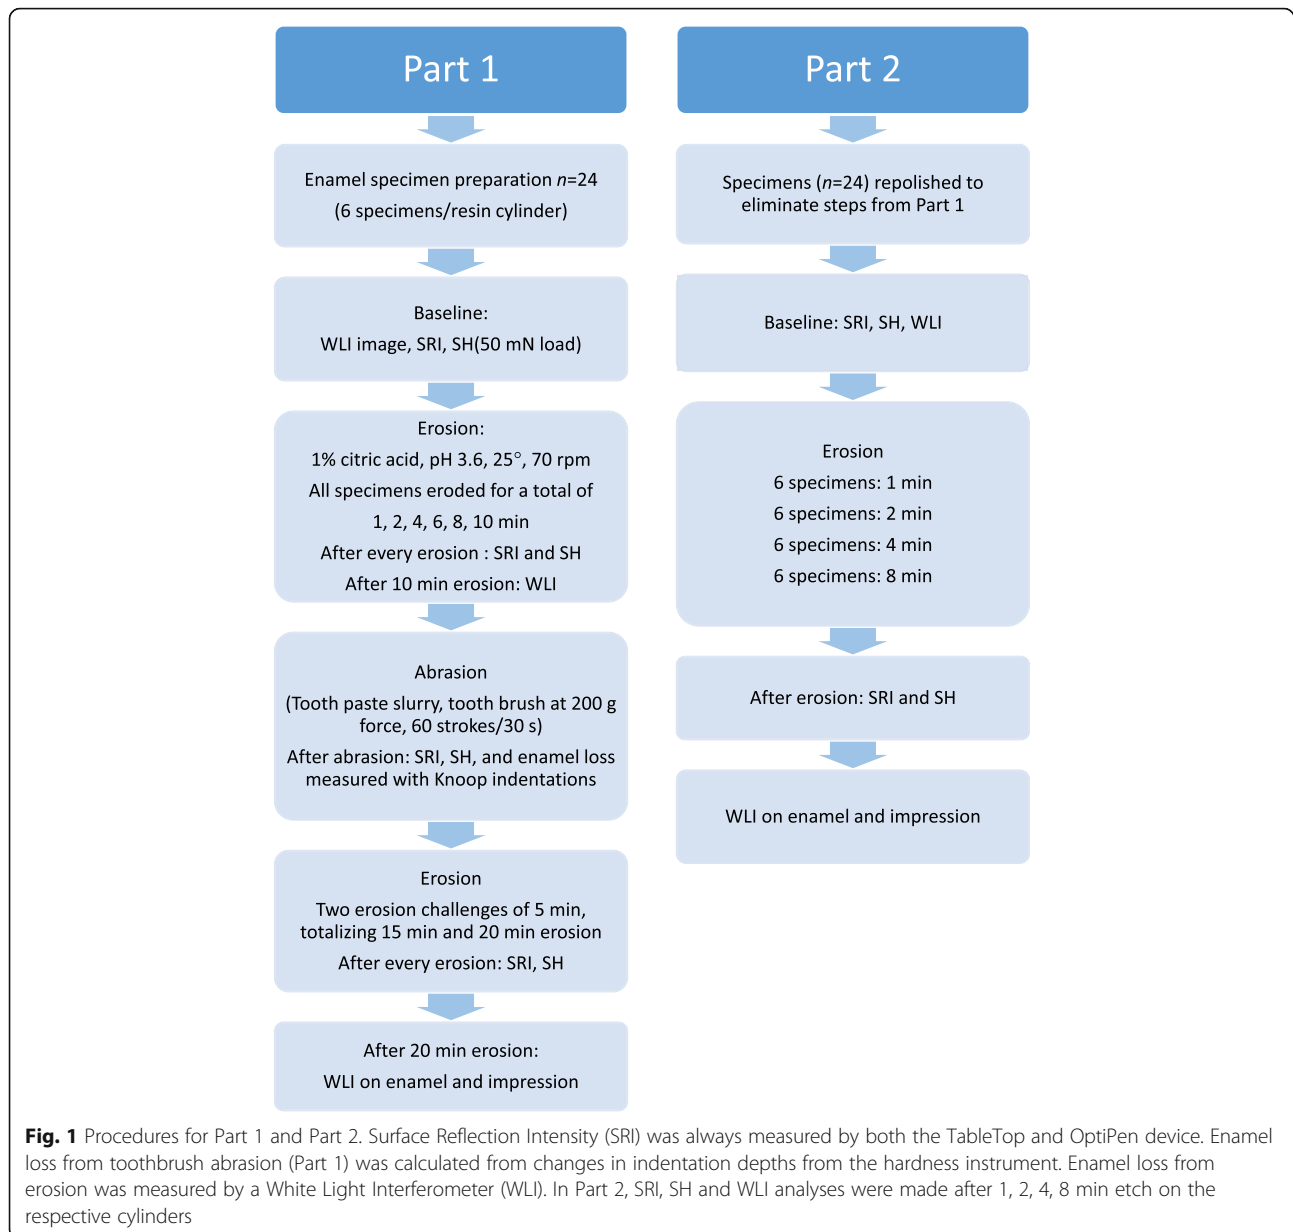 Part 1
Enamel specimen preparation n=24
(6 specimens/resin cylinder)
Baseline:
WLI image, SRI, SH(50 mN load)
Erosion:
1% citric acid, pH 3.6, 25°, 70 rpm
All specimens eroded for a total of
1, 2, 4, 6, 8, 10 min
After every erosion : SRI and SH
After 10 min erosion: WLI
Abrasion
(Tooth paste slurry, tooth brush at 200 g
force, 60 strokes/30 s)
After abrasion: SRI, SH, and enamel loss
measured with Knoop indentations
Erosion
Two erosion challenges of 5 min,
totalizing 15 min and 20 min erosion
After every erosion: SRI, SH
After 20 min erosion:
WLI on enamel and impression
Part 2
Specimens (n=24) repolished to
eliminate steps from Part 1
Baseline: SRI, SH, WLI
Erosion
6 specimens: 1 min
6 specimens: 2 min
6 specimens: 4 min
6 specimens: 8 min
After erosion: SRI and SH
WLI on enamel and impression
Fig. 1 Procedures for Part 1 and Part 2. Surface Reflection Intensity (SRI) was always measured by both the TableTop and OptiPen device. Enamel
loss from toothbrush abrasion (Part 1) was calculated from changes in indentation depths from the hardness instrument. Enamel loss from
erosion was measured by a White Light Interferometer (WLI). In Part 2, SRI, SH and WLI analyses were made after 1, 2, 4, 8 min etch on the
respective cylinders